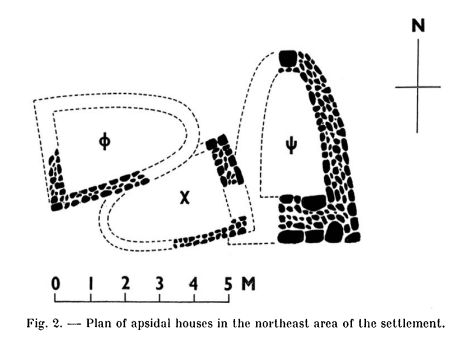 N
ϕ
X
ψ
0 1 2 3 4 5 M
Fig. 2. — Plan of apsidal houses in the northeast area of the settlement.